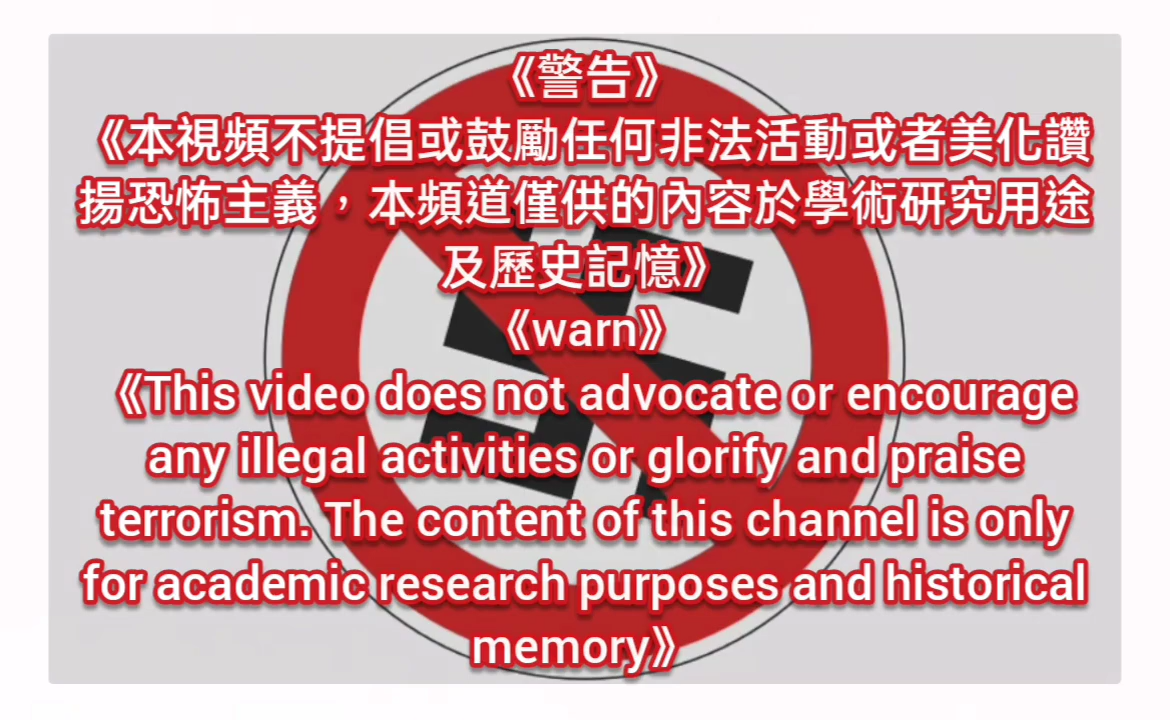 《警告》
《本視頻不提倡或鼓勵任何非法活動或者美化讚
揚恐怖主義，本頻道僅供的內容於學術研究用途
及歷史記憶》
《warn》
《This video does not advocate or encourage
any illegal activities or glorify and praise
terrorism. The content of this channel is only
for academic research purposes and historical
memory》